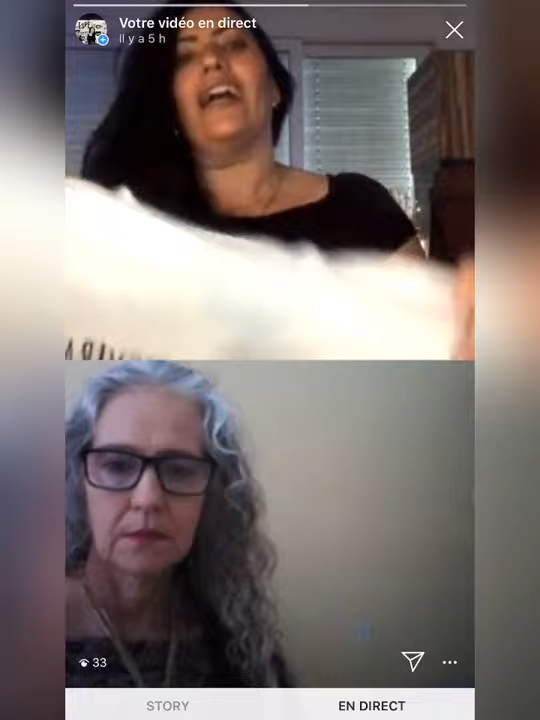 Votre vidéo en direct
Il y a 5 h
33
STORY
EN DIRECT